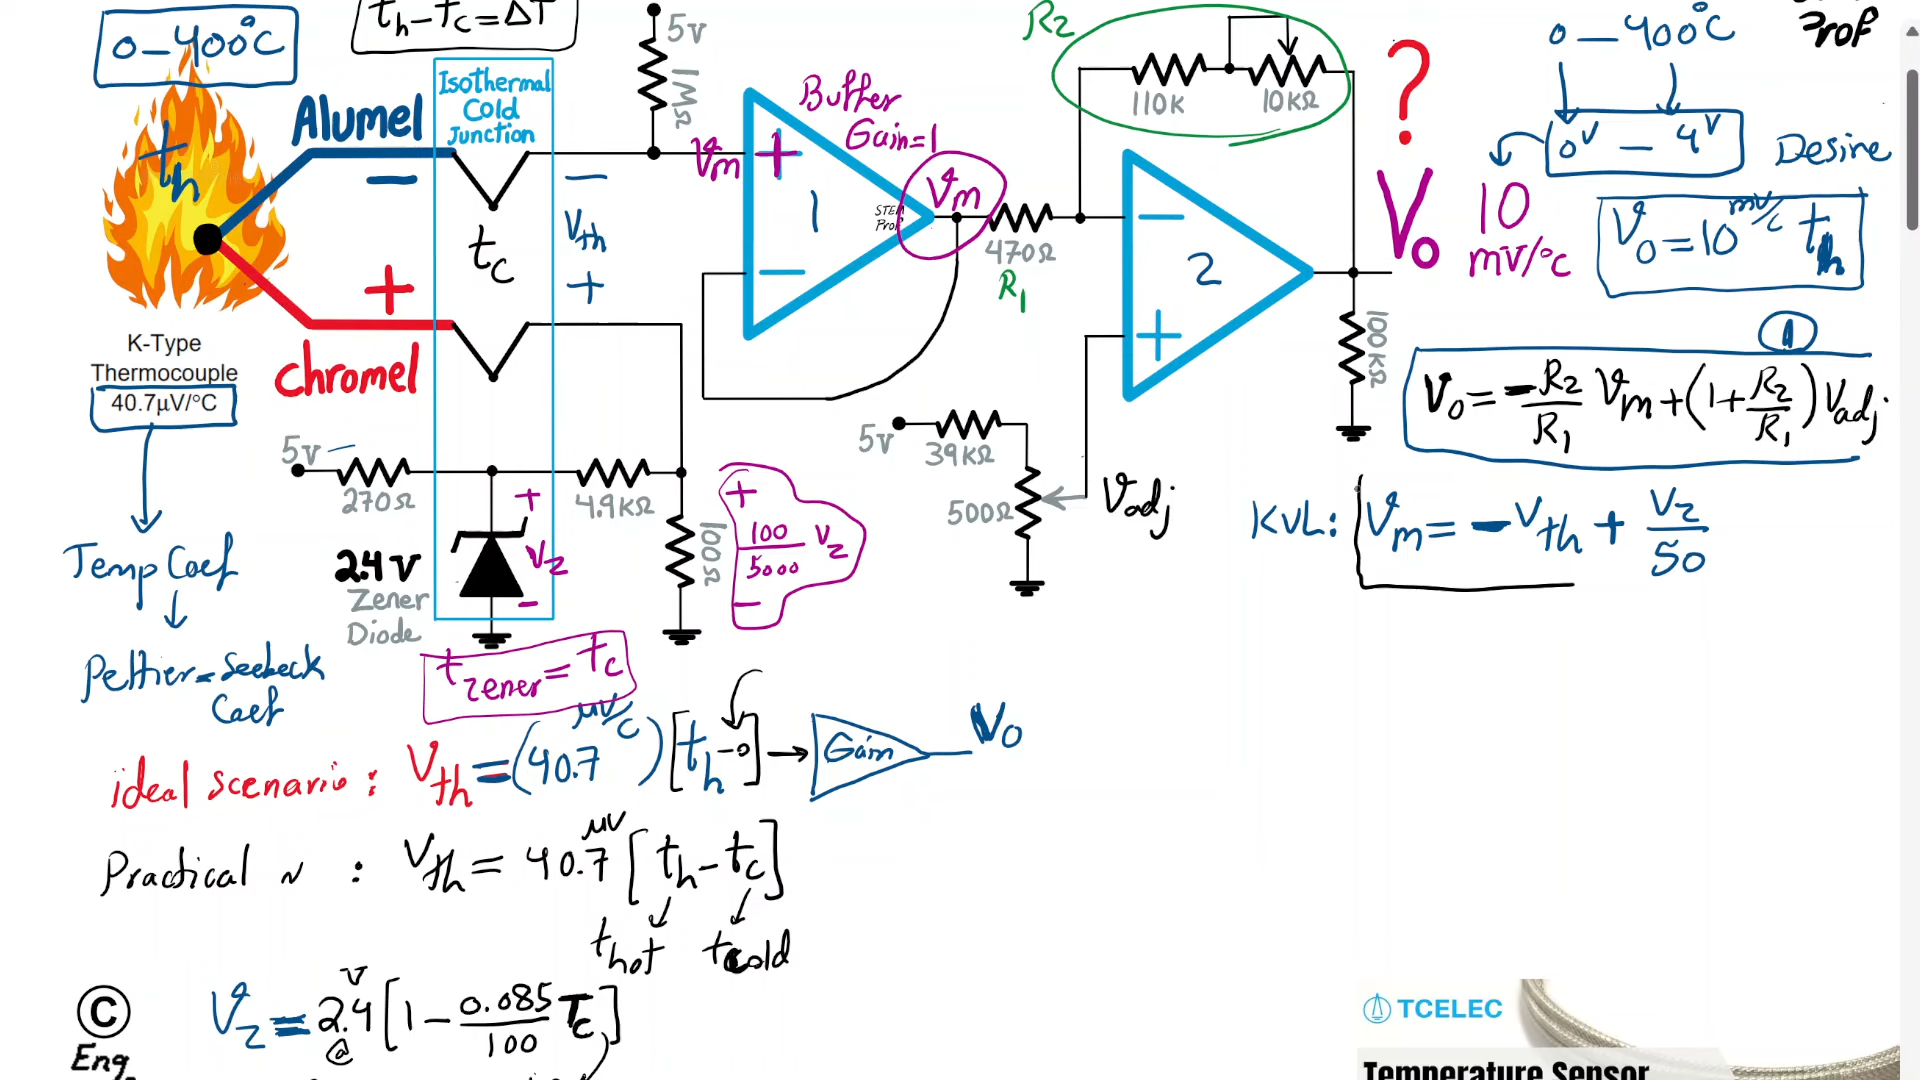 0–400°C
th–tc=ΔT
5V
1MΩ
R2
110K
10KΩ
?
0 — 400°C
Prof
Isothermal
Cold
Junction
Alumel
th
–
–
tc
Vth
+
+
Buffer
Gain=1
Vm
+
1
–
STEM
Prof
Vm
470Ω
R1
–
2
+
Vo
10
mV/°C
0V – 4V
Desire
Vo=10 mV/c th
100KΩ
1
Vo = -R2/R1 Vm + (1+R2/R1) Vadj
K-Type
Thermocouple
40.7µV/°C
chromel
5V
270Ω
4.9KΩ
100Ω
+
100/5000 Vz
–
+
Vz
–
2.4V
Zener
Diode
5V
39KΩ
500Ω
Vadj
KVL: Vm = -Vth + Vz/50
Temp Coef
Peltier-Seebeck
Coef
tzener = tc
ideal scenario : Vth = (40.7 µV/C) [th-0] → Gain Vo
Practical ~ : Vth = 40.7 µV [th-tc]
thot tcold
Vz = 2.4 V [1 - 0.085/100 Tc]
@
©
Eng.
TCELEC
Temperature Sensor